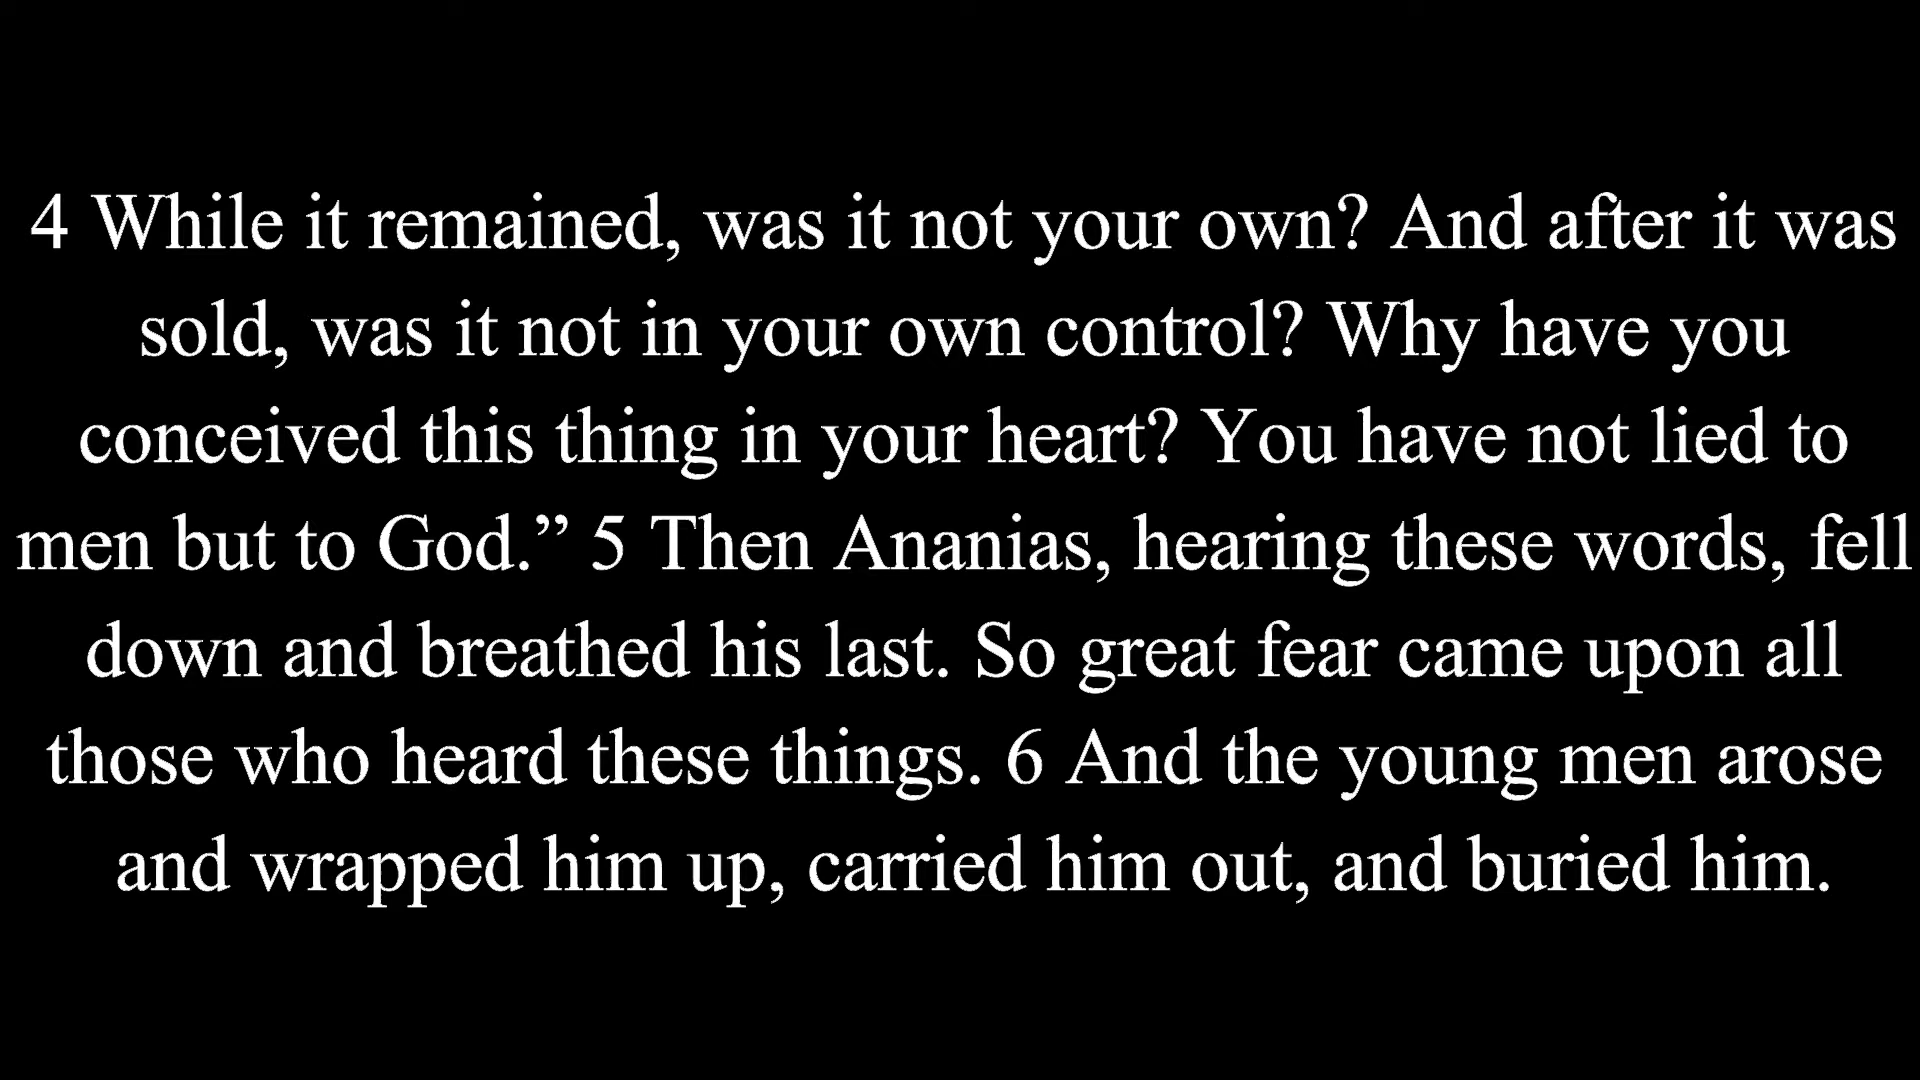 4 While it remained, was it not your own? And after it was
sold, was it not in your own control? Why have you
conceived this thing in your heart? You have not lied to
men but to God.” 5 Then Ananias, hearing these words, fell
down and breathed his last. So great fear came upon all
those who heard these things. 6 And the young men arose
and wrapped him up, carried him out, and buried him.